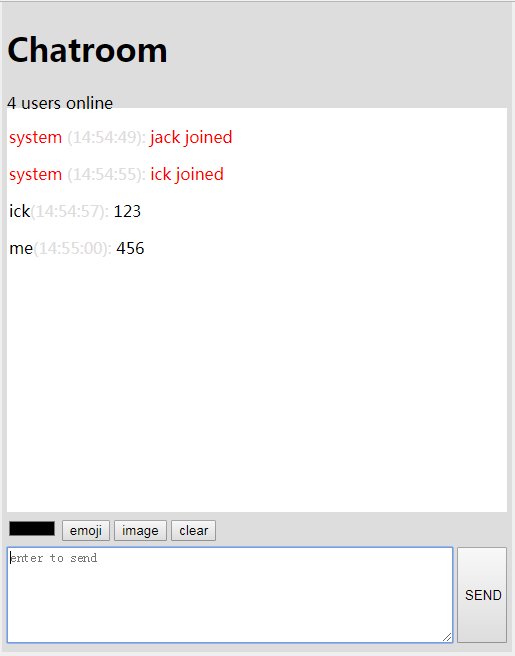 Chatroom
4 users online
system (14:54:49): jack joined
system (14:54:55): ick joined
ick(14:54:57): 123
me(14:55:00): 456
emoji image clear
enter to send
SEND